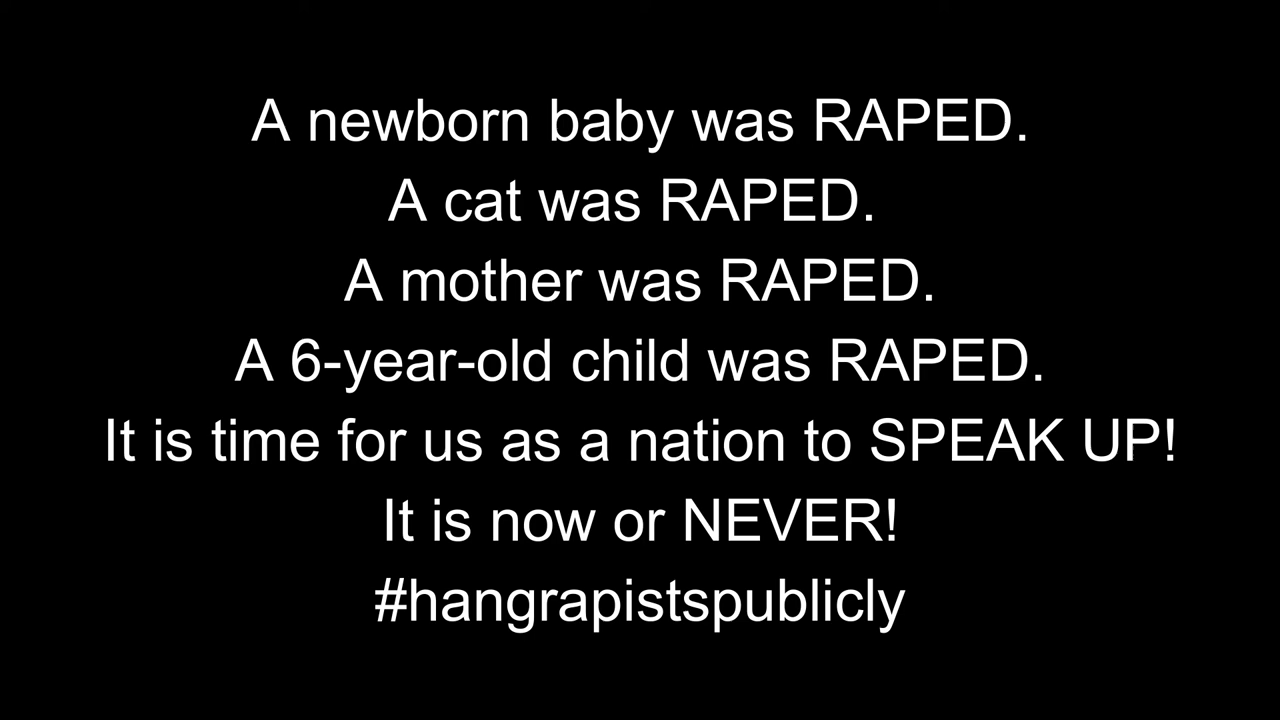 A newborn baby was RAPED.
A cat was RAPED.
A mother was RAPED.
A 6-year-old child was RAPED.
It is time for us as a nation to SPEAK UP!
It is now or NEVER!
#hangrapistspublicly